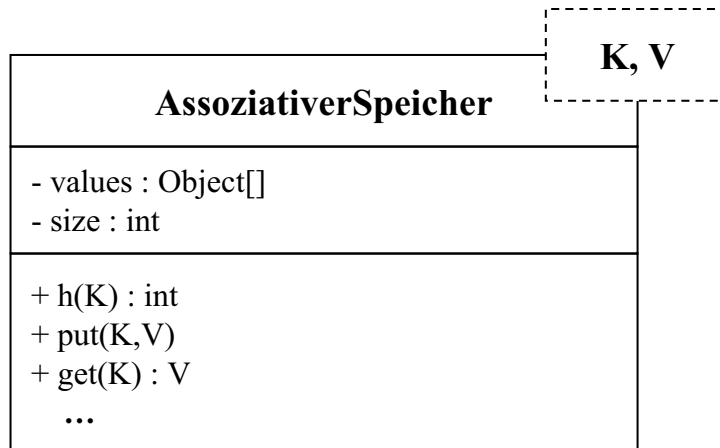 K, V
AssoziativerSpeicher
- values : Object[]
- size : int
+ h(K) : int
+ put(K,V)
+ get(K) : V
...